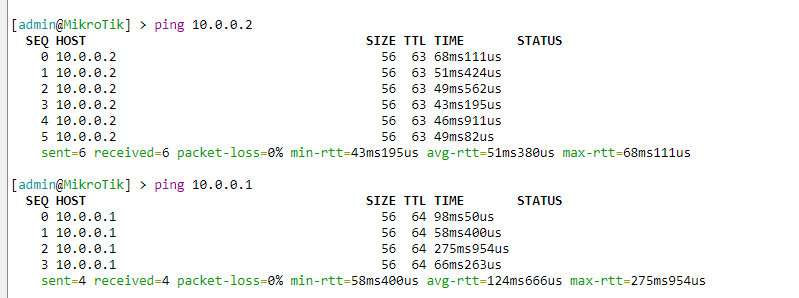 [admin@MikroTik] > ping 10.0.0.2
SEQ HOST SIZE TTL TIME STATUS
0 10.0.0.2 56 63 68ms111us
1 10.0.0.2 56 63 51ms424us
2 10.0.0.2 56 63 49ms562us
3 10.0.0.2 56 63 43ms195us
4 10.0.0.2 56 63 46ms911us
5 10.0.0.2 56 63 49ms82us
sent=6 received=6 packet-loss=0% min-rtt=43ms195us avg-rtt=51ms380us max-rtt=68ms111us
[admin@MikroTik] > ping 10.0.0.1
SEQ HOST SIZE TTL TIME STATUS
0 10.0.0.1 56 64 98ms50us
1 10.0.0.1 56 64 58ms400us
2 10.0.0.1 56 64 275ms954us
3 10.0.0.1 56 64 66ms263us
sent=4 received=4 packet-loss=0% min-rtt=58ms400us avg-rtt=124ms666us max-rtt=275ms954us